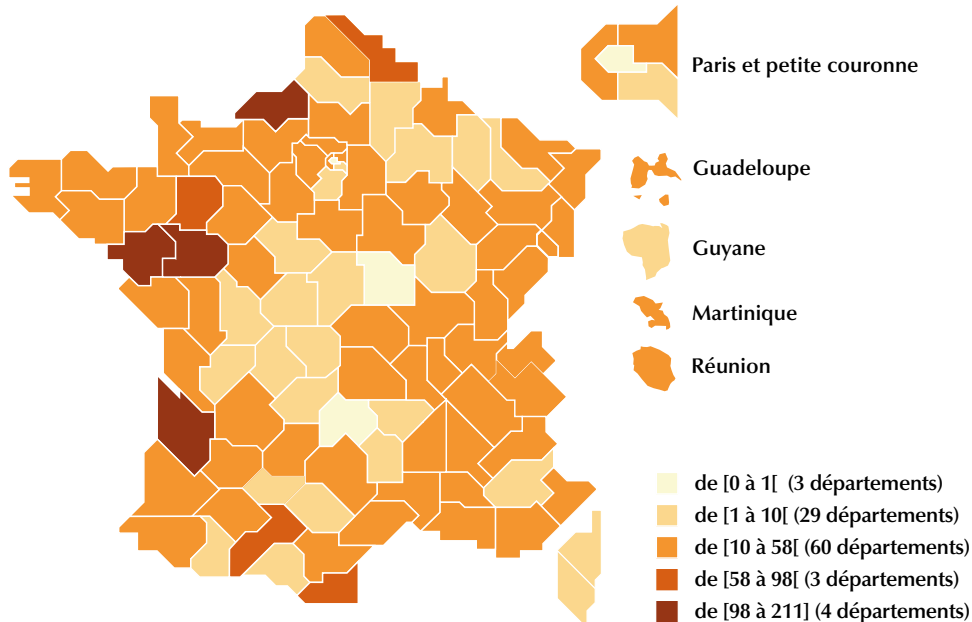 Paris et petite couronne
Guadeloupe
Guyane
Martinique
Réunion
de [0 à 1[ (3 départements)
de [1 à 10[ (29 départements)
de [10 à 58[ (60 départements)
de [58 à 98[ (3 départements)
de [98 à 211] (4 départements)